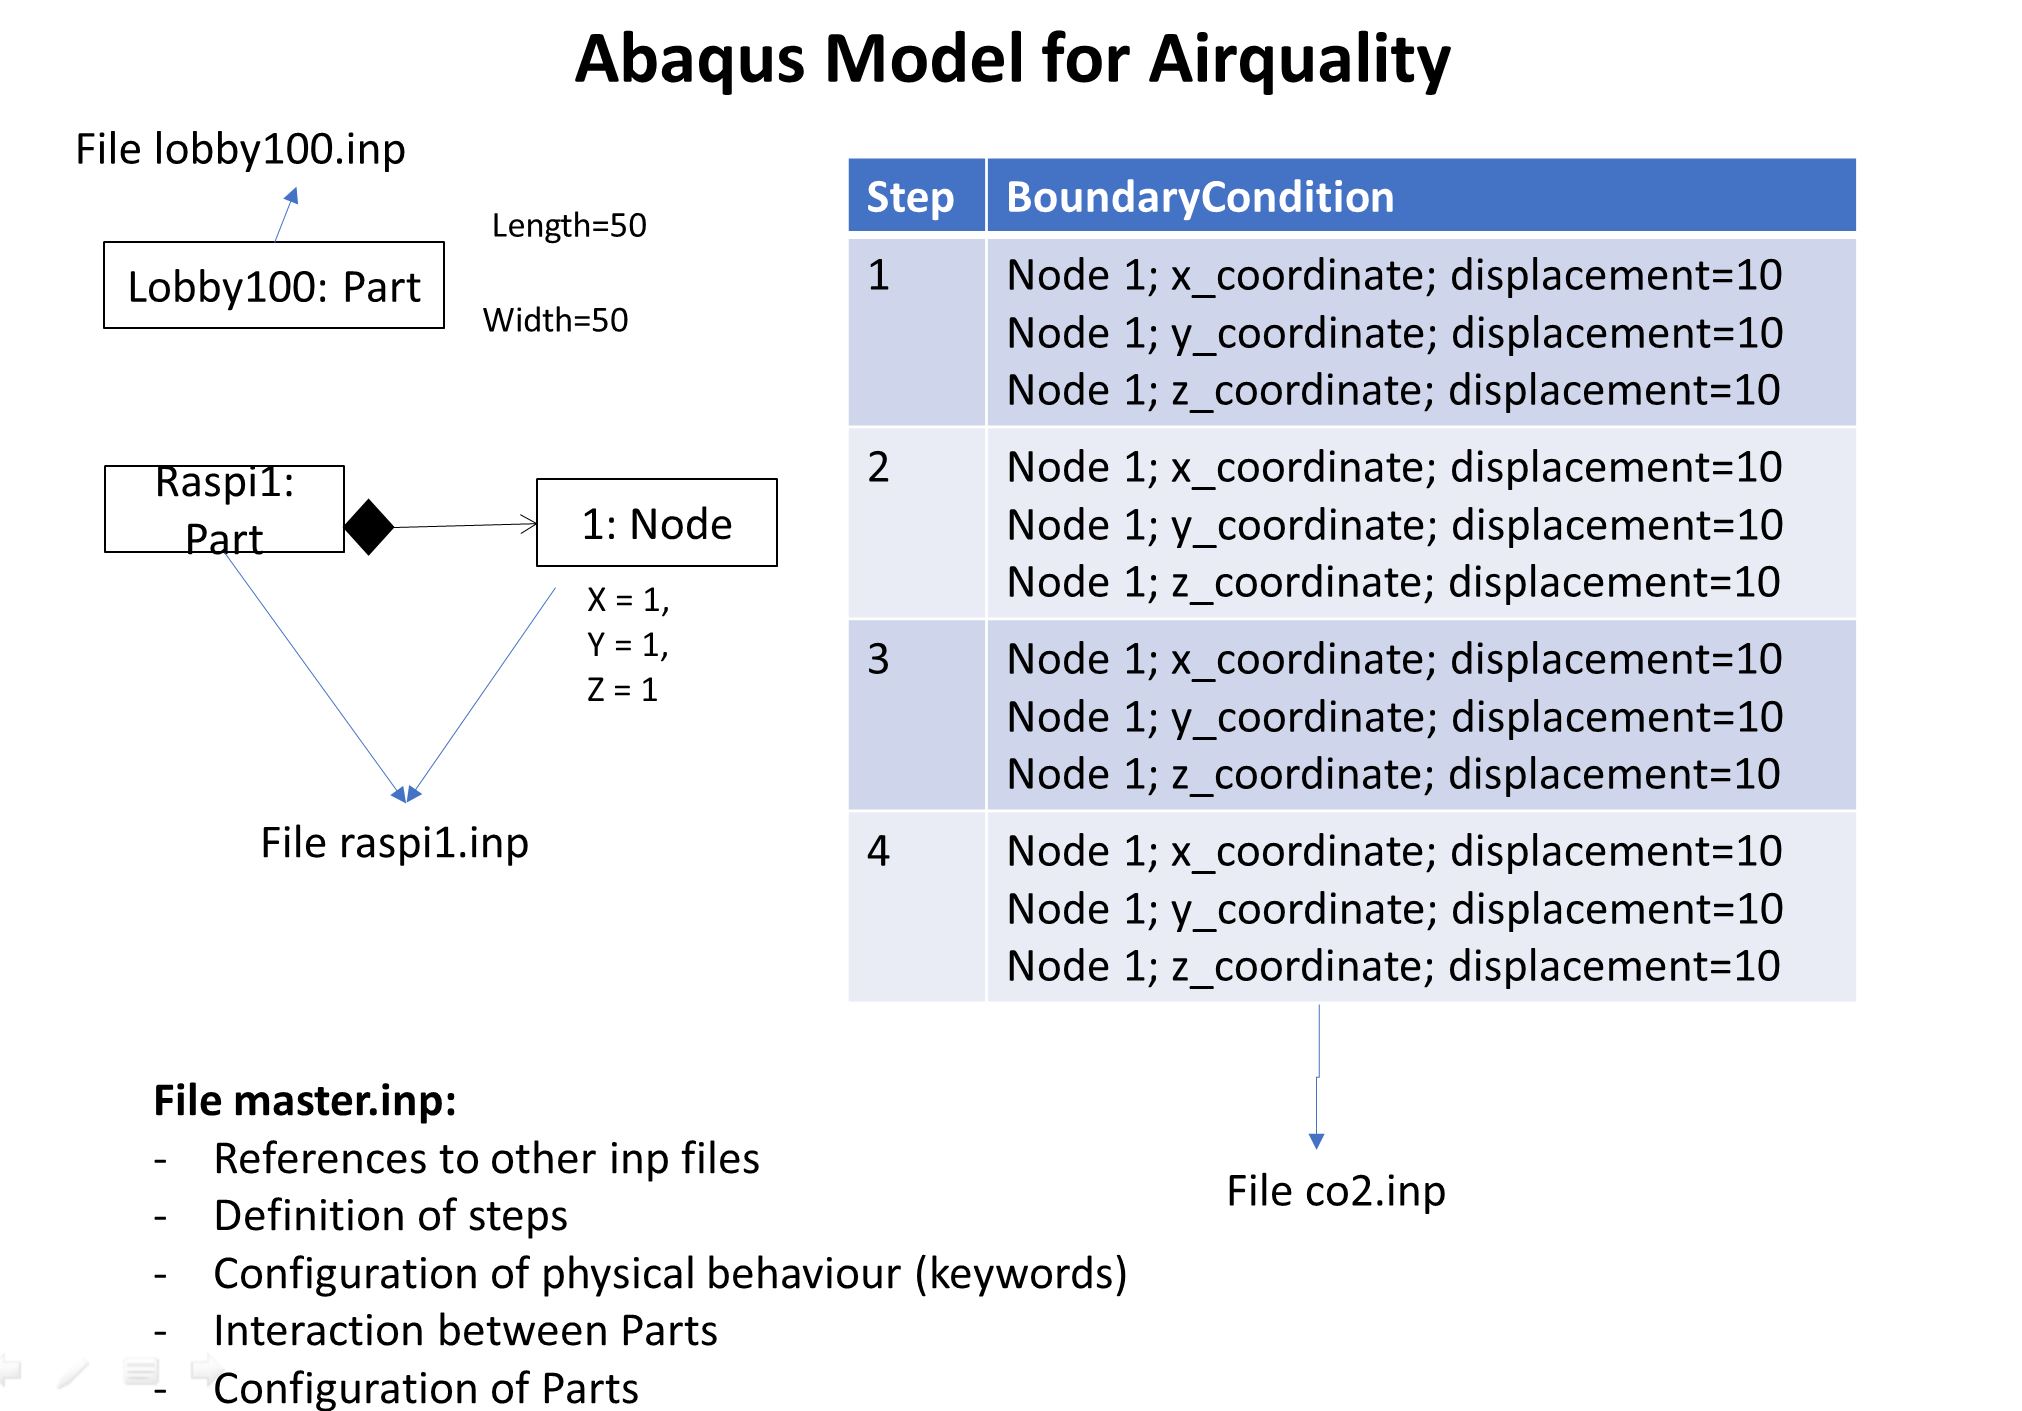 Abaqus Model for Airquality
File lobby100.inp
Lobby100: Part
Length=50
Width=50
Raspi1:
Part
1: Node
X = 1,
Y = 1,
Z = 1
File raspi1.inp
Step BoundaryCondition
1 Node 1; x_coordinate; displacement=10
Node 1; y_coordinate; displacement=10
Node 1; z_coordinate; displacement=10
2 Node 1; x_coordinate; displacement=10
Node 1; y_coordinate; displacement=10
Node 1; z_coordinate; displacement=10
3 Node 1; x_coordinate; displacement=10
Node 1; y_coordinate; displacement=10
Node 1; z_coordinate; displacement=10
4 Node 1; x_coordinate; displacement=10
Node 1; y_coordinate; displacement=10
Node 1; z_coordinate; displacement=10
File co2.inp
File master.inp:
- References to other inp files
- Definition of steps
- Configuration of physical behaviour (keywords)
- Interaction between Parts
- Configuration of Parts